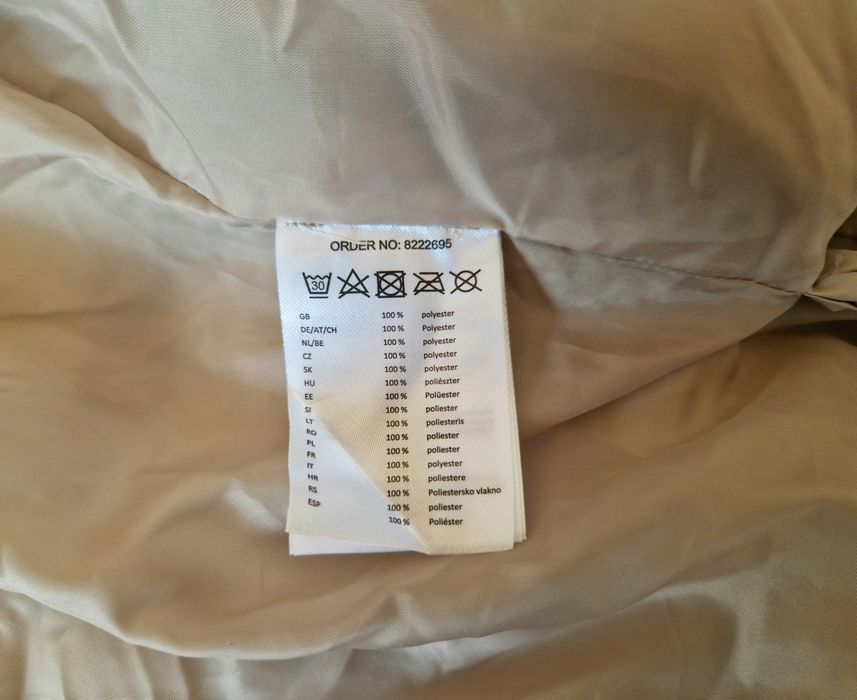 ORDER NO: 8222695
30
GB 100 % polyester
DE/AT/CH 100 % Polyester
NL/BE 100 % polyester
CZ 100 % polyester
SK 100 % polyester
HU 100 % poliészter
EE 100 % Polüester
SI 100 % poliester
LT 100 % poliesteris
RO 100 % poliester
PL 100 % poliester
FR 100 % polyester
IT 100 % poliestere
HR 100 % Poliestersko vlakno
RS 100 % poliester
ESP 100 % Poliéster